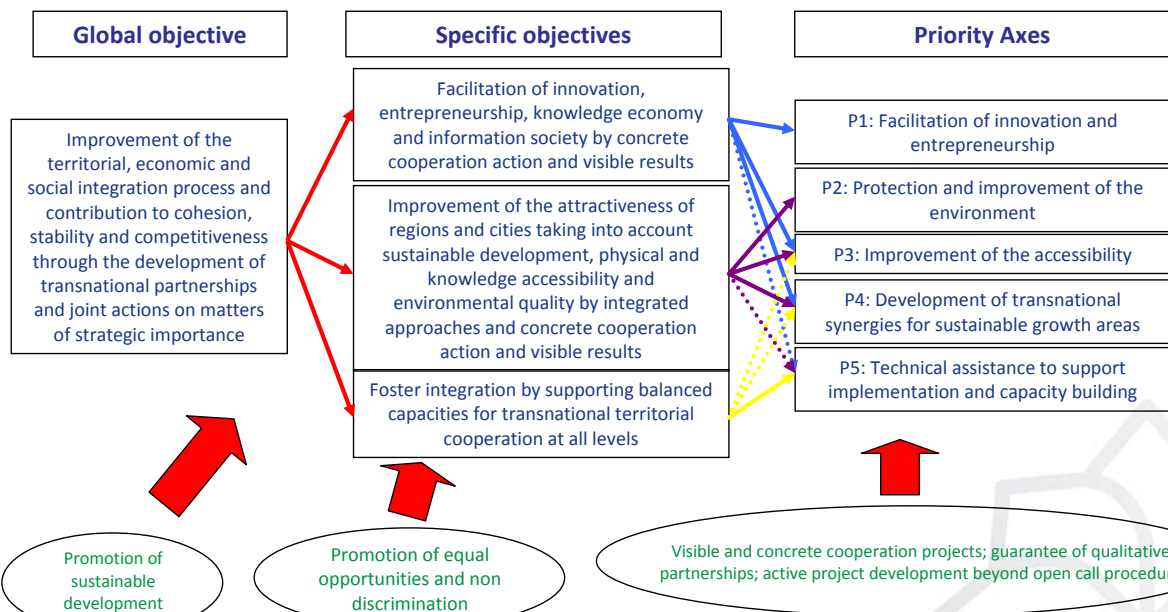 Global objective
Specific objectives
Priority Axes
Improvement of the
territorial, economic and
social integration process and
contribution to cohesion,
stability and competitiveness
through the development of
transnational partnerships
and joint actions on matters
of strategic importance
Facilitation of innovation,
entrepreneurship, knowledge economy
and information society by concrete
cooperation action and visible results
Improvement of the attractiveness of
regions and cities taking into account
sustainable development, physical and
knowledge accessibility and
environmental quality by integrated
approaches and concrete cooperation
action and visible results
Foster integration by supporting balanced
capacities for transnational territorial
cooperation at all levels
P1: Facilitation of innovation and
entrepreneurship
P2: Protection and improvement of the
environment
P3: Improvement of the accessibility
P4: Development of transnational
synergies for sustainable growth areas
P5: Technical assistance to support
implementation and capacity building
Promotion of
sustainable
development
Promotion of equal
opportunities and non
discrimination
Visible and concrete cooperation projects; guarantee of qualitative
partnerships; active project development beyond open call